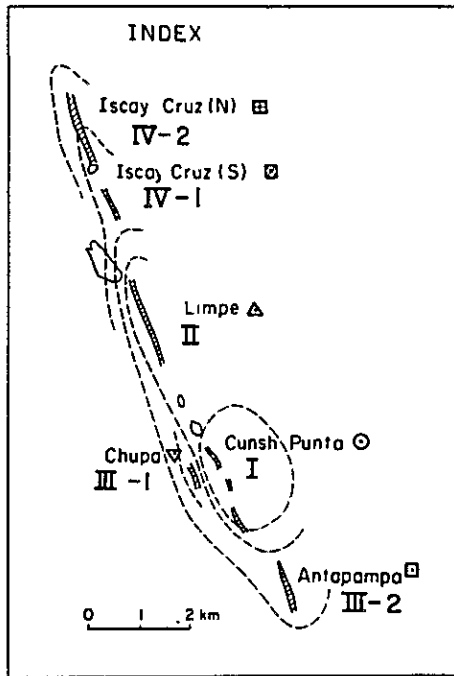 INDEX
Iscay Cruz (N)
IV-2
Iscay Cruz (S)
IV-1
Limpe
II
Cunsh Punta
I
Chupa
III-1
Antapampa
III-2
0 1 2 km